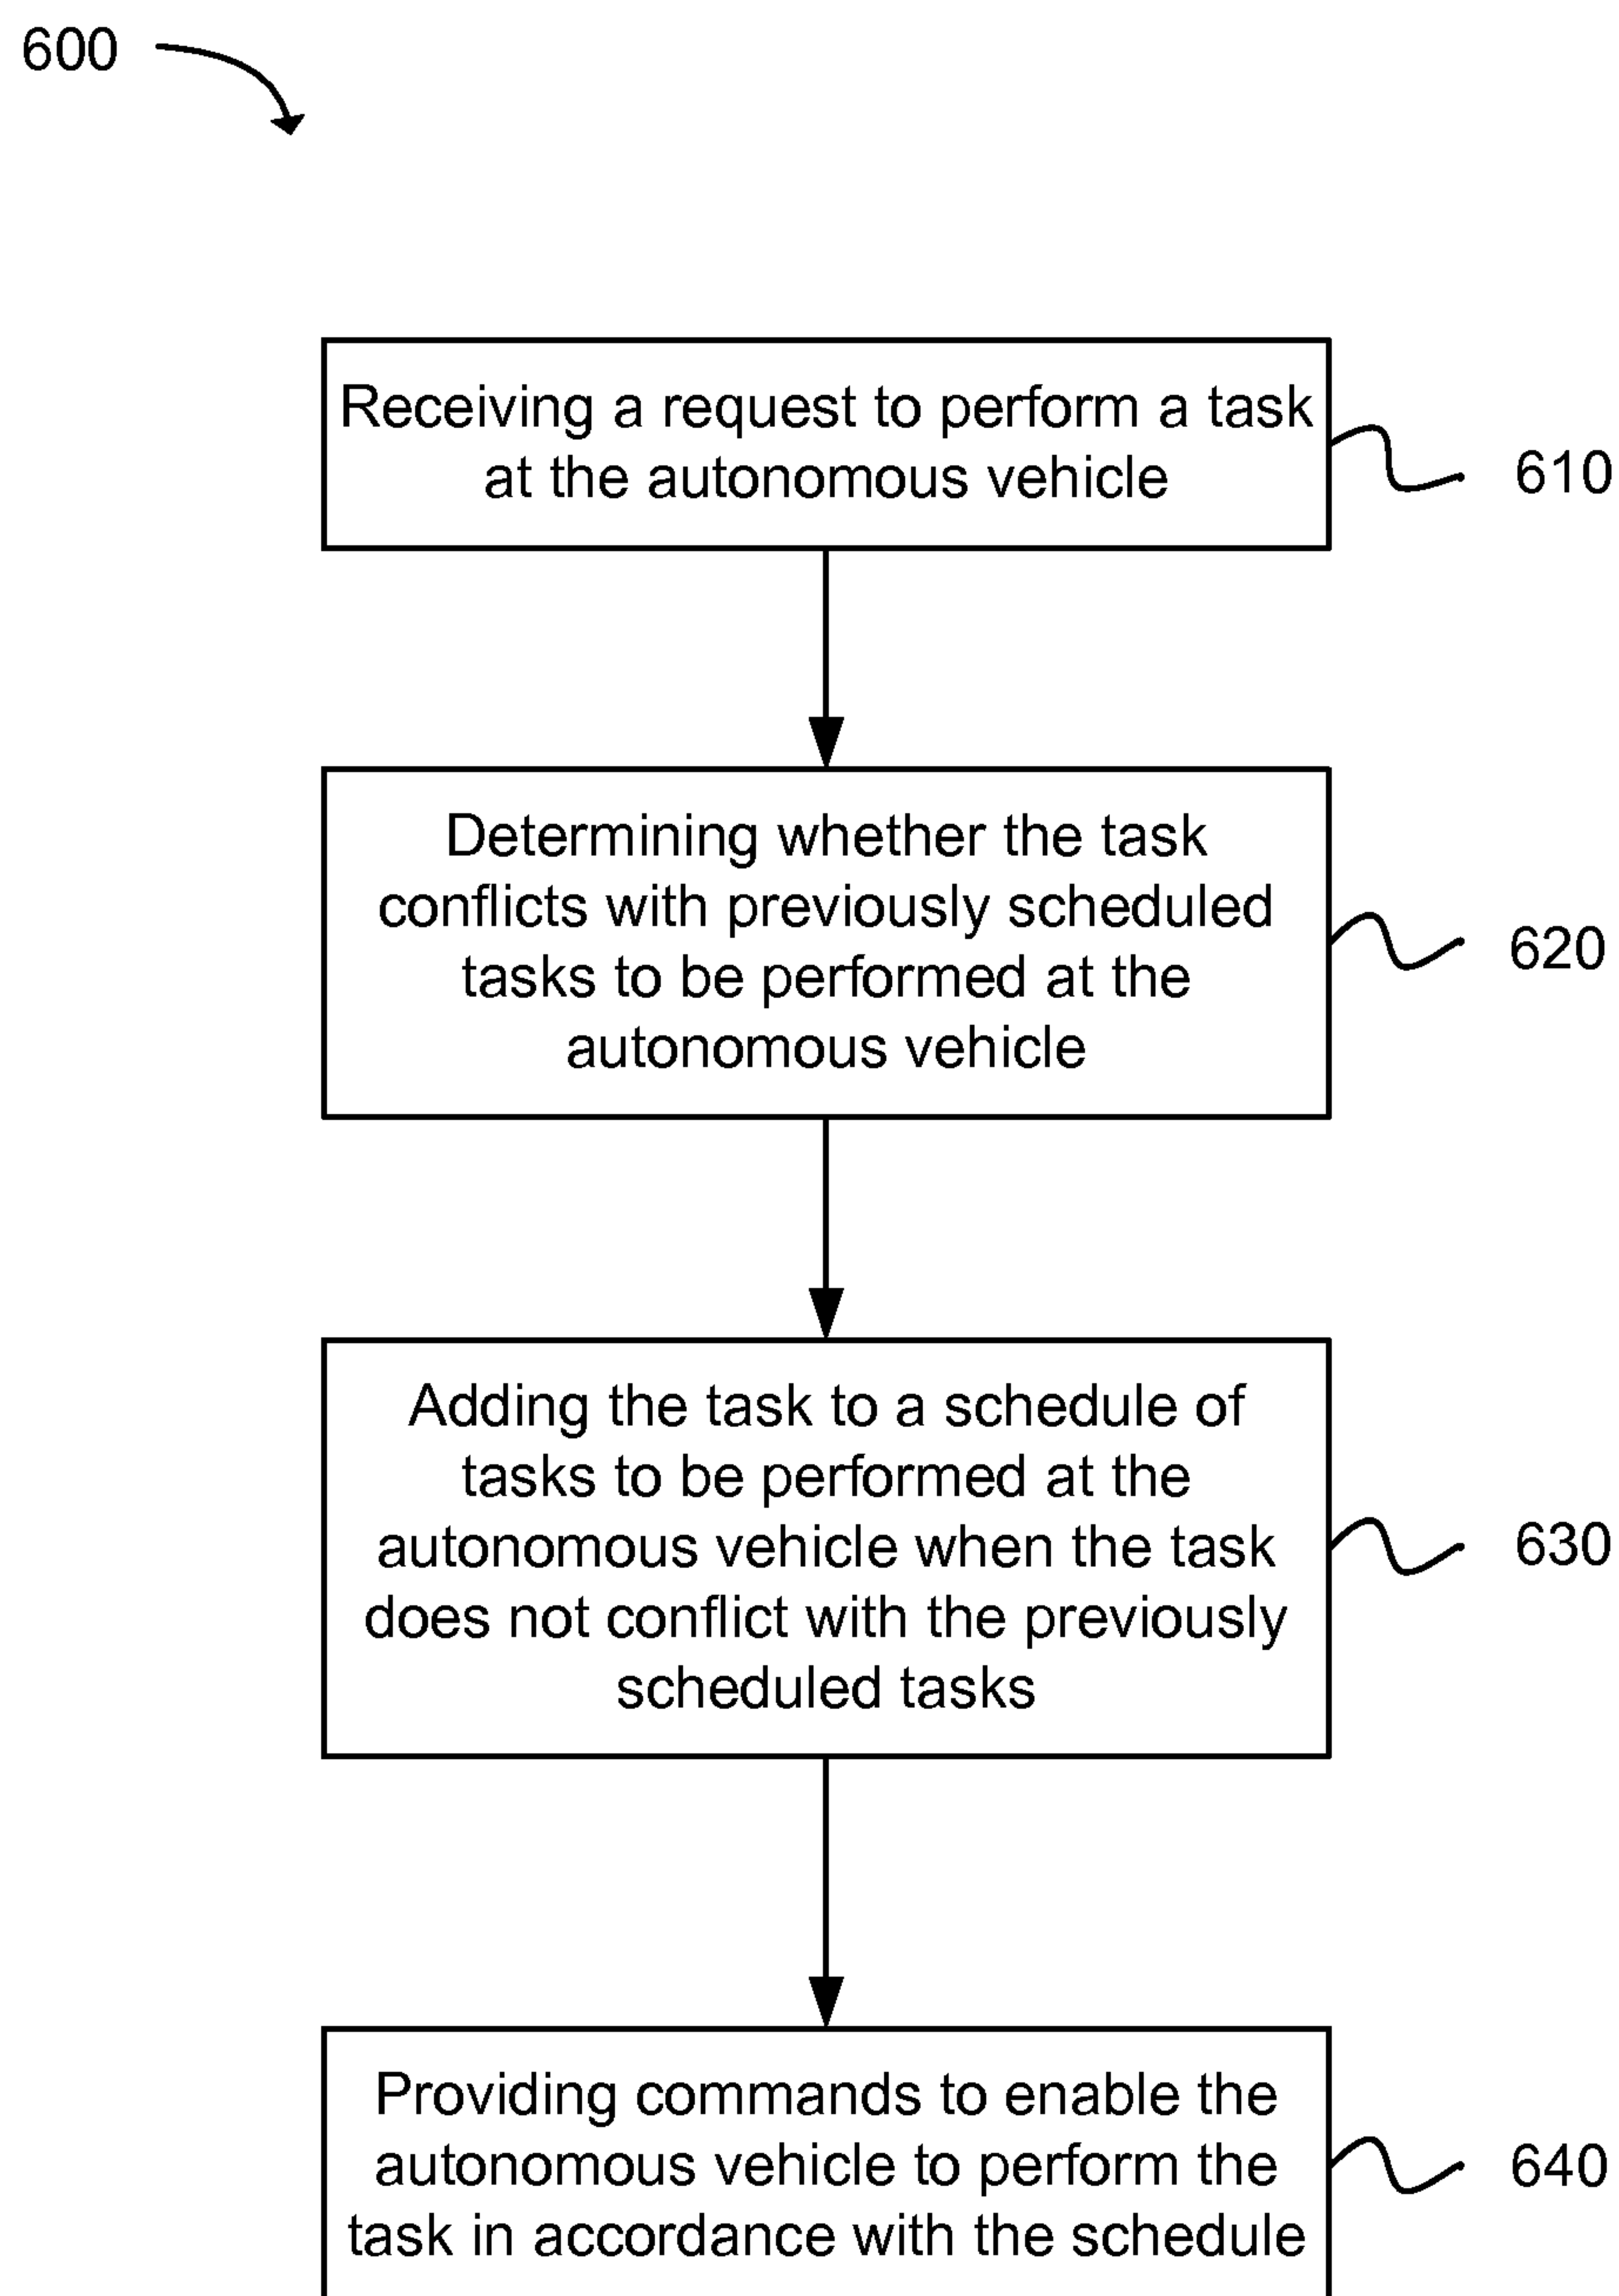 600
Receiving a request to perform a task
at the autonomous vehicle
610
Determining whether the task
conflicts with previously scheduled
tasks to be performed at the
autonomous vehicle
620
Adding the task to a schedule of
tasks to be performed at the
autonomous vehicle when the task
does not conflict with the previously
scheduled tasks
630
Providing commands to enable the
autonomous vehicle to perform the
task in accordance with the schedule
640